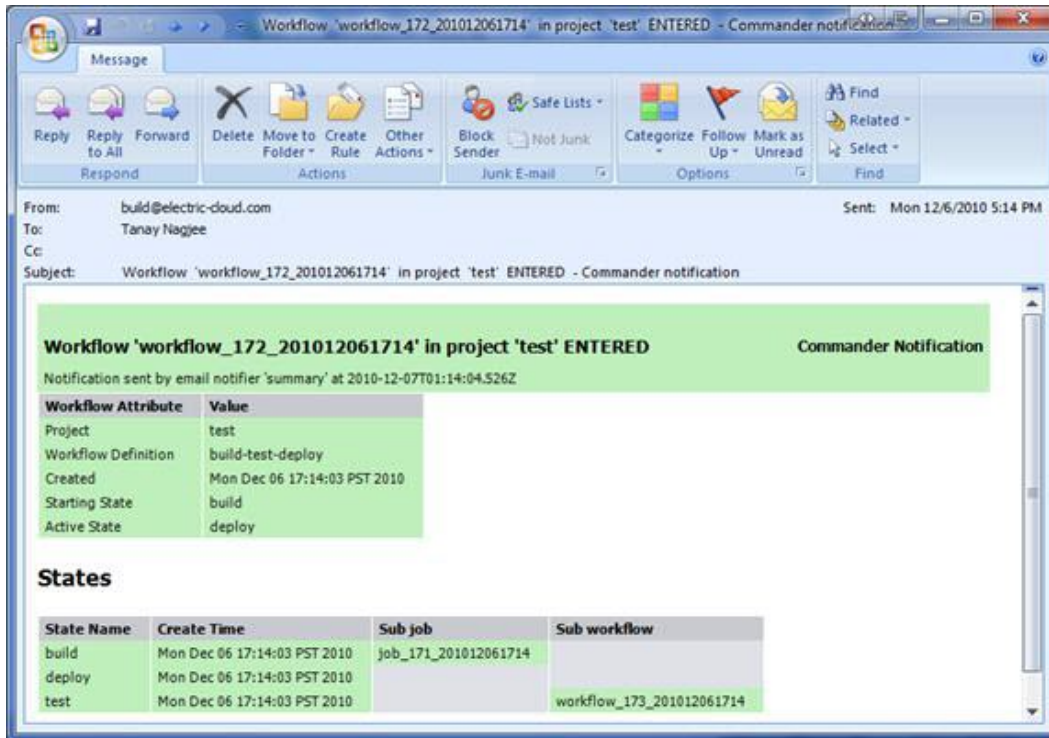 Workflow 'workflow_172_201012061714' in project 'test' ENTERED - Commander notification
Message
Reply
Reply to All
Forward
Delete
Move to Folder
Create Rule
Other Actions
Block Sender
Safe Lists
Not Junk
Categorize
Follow Up
Mark as Unread
Find
Related
Select
Respond
Actions
Junk E-mail
Options
Find
From: build@electric-cloud.com Sent: Mon 12/6/2010 5:14 PM
To: Tanay Nagjee
Cc:
Subject: Workflow 'workflow_172_201012061714' in project 'test' ENTERED - Commander notification
Workflow 'workflow_172_201012061714' in project 'test' ENTERED Commander Notification
Notification sent by email notifier 'summary' at 2010-12-07T01:14:04.526Z
Workflow Attribute Value
Project test
Workflow Definition build-test-deploy
Created Mon Dec 06 17:14:03 PST 2010
Starting State build
Active State deploy
States
State Name Create Time Sub job Sub workflow
build Mon Dec 06 17:14:03 PST 2010 job_171_201012061714
deploy Mon Dec 06 17:14:03 PST 2010
test Mon Dec 06 17:14:03 PST 2010 workflow_173_201012061714